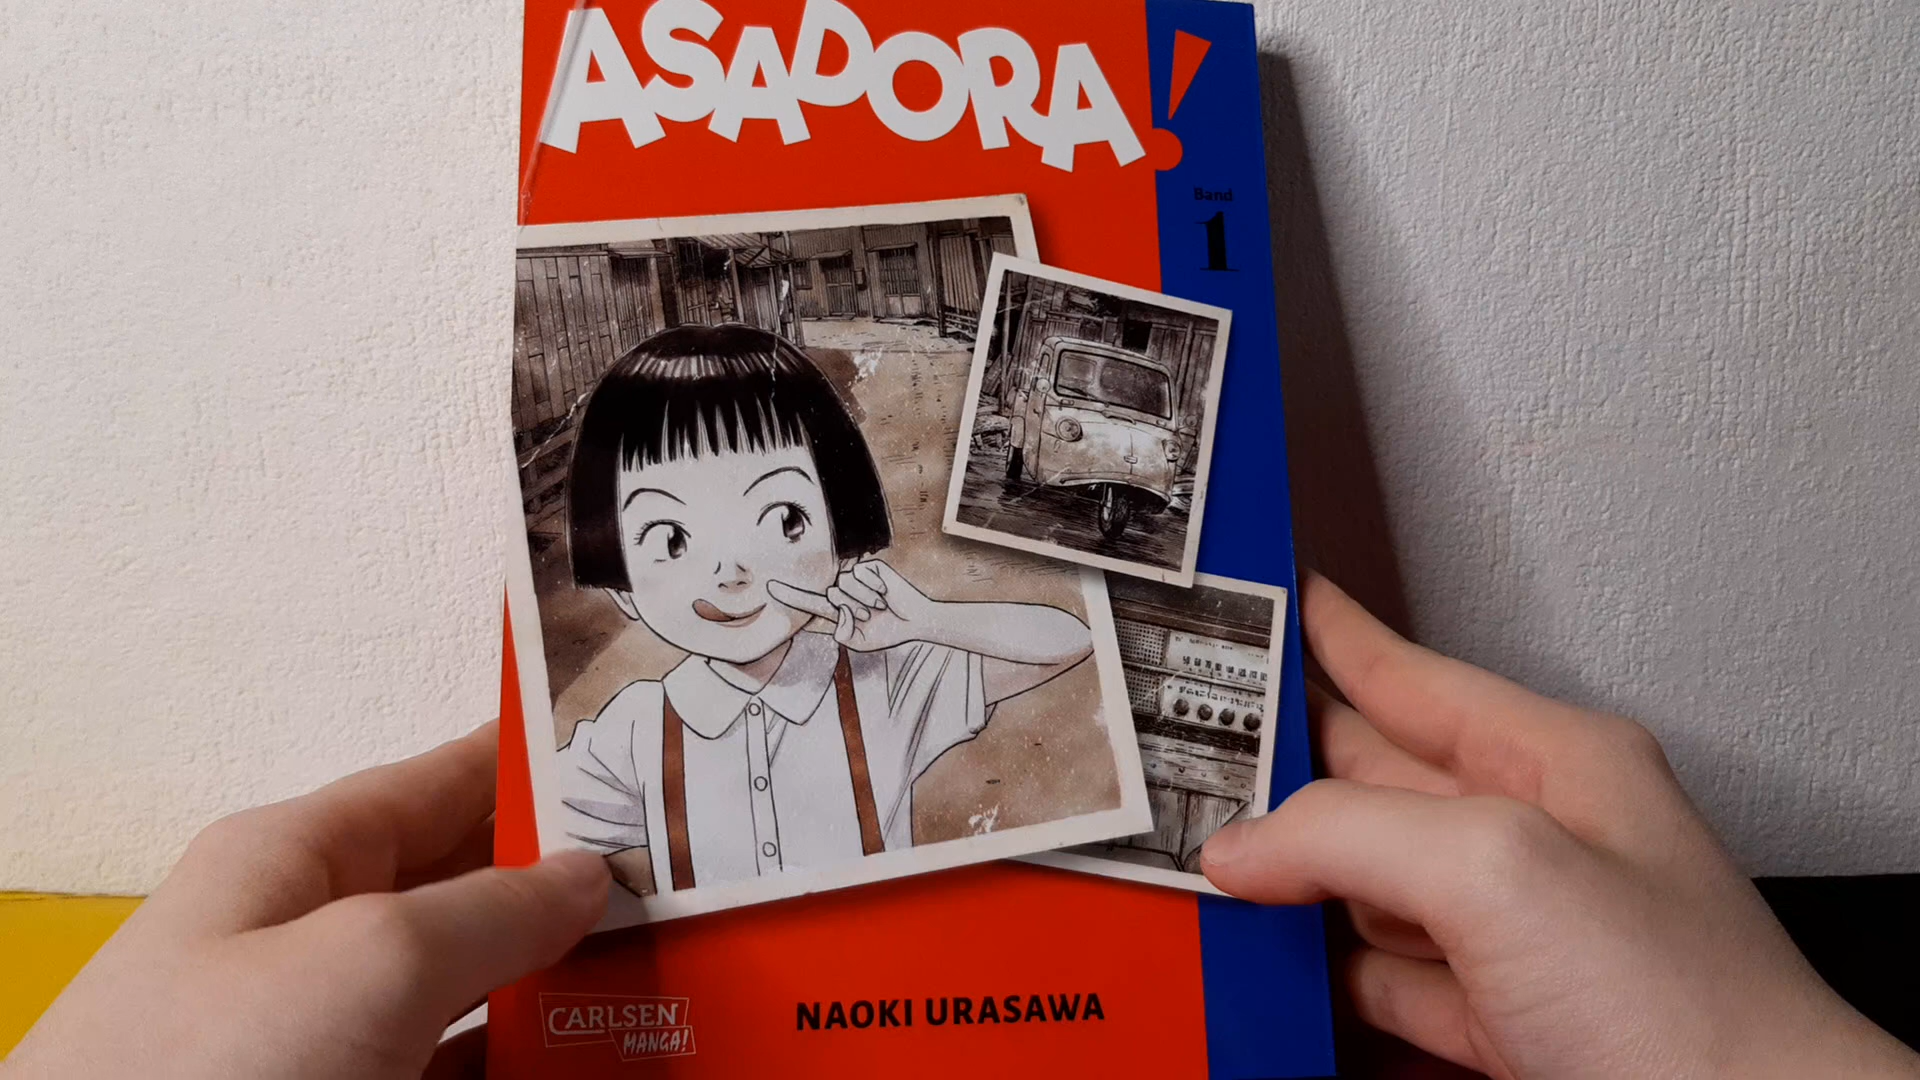 ASADORA!
Band
1
NAOKI URASAWA
CARLSEN
MANGA!